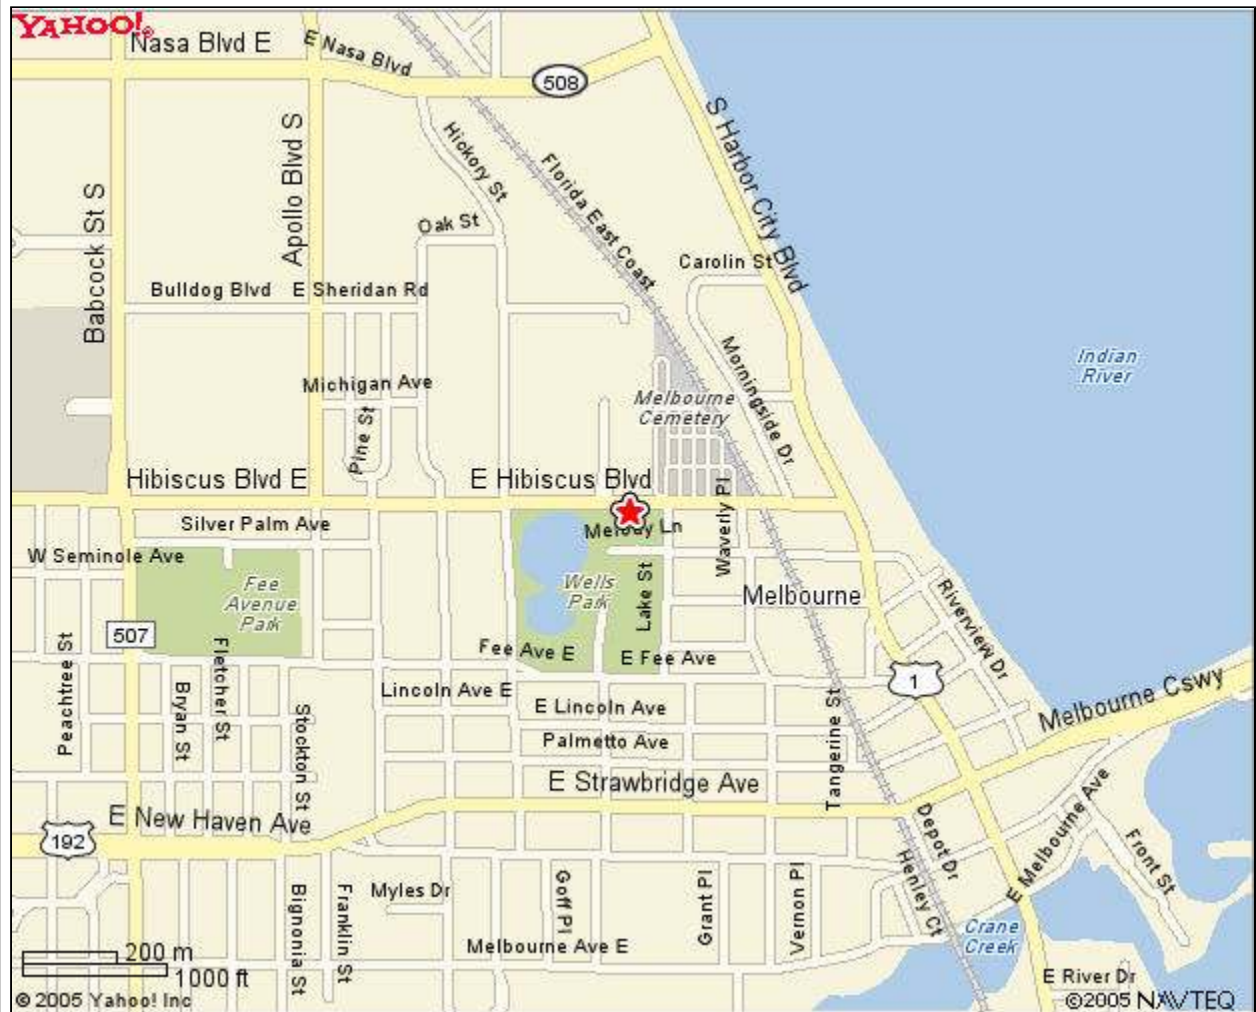 YAHOO!
Nasa Blvd E
E Nasa Blvd
508
S Harbor City Blvd
Hickory St
Florida East Coast
Apollo Blvd S
Babcock St S
Oak St
Carolin St
Bulldog Blvd
E Sheridan Rd
Indian
River
Morningside Dr
Michigan Ave
Pine St
Melbourne
Cemetery
Hibiscus Blvd E
E Hibiscus Blvd
Silver Palm Ave
Melody Ln
Waverly Pl
W Seminole Ave
Fee
Avenue
Park
Wells
Park
Lake St
Melbourne
Riverview Dr
507
Peachtree St
Fletcher St
Fee Ave E
E Fee Ave
1
Bryan St
Stockton St
Lincoln Ave E
E Lincoln Ave
Tangerine St
Melbourne Cswy
Palmetto Ave
E Strawbridge Ave
E New Haven Ave
192
Depot Dr
E Melbourne Ave
Front St
Henley Ct
Bignonia St
Franklin St
Myles Dr
Goff Pl
Grant Pl
Vernon Pl
Crane
Creek
Melbourne Ave E
200 m
1000 ft
E River Dr
© 2005 Yahoo! Inc
©2005 NAVTEQ